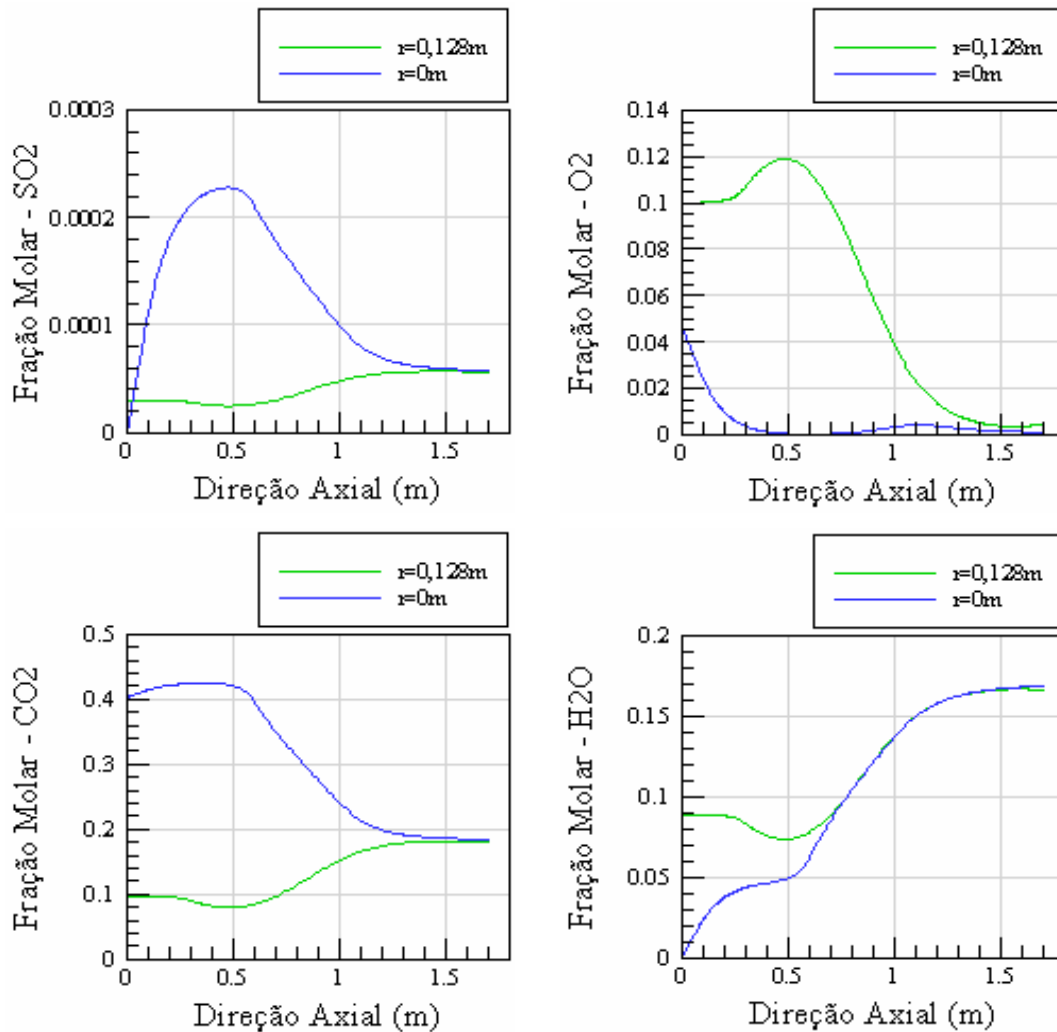 r=0,128m
r=0m
0.0003
0.0002
0.0001
0
Fração Molar - SO2
0
0.5
1
1.5
Direção Axial (m)
r=0,128m
r=0m
0.14
0.12
0.1
0.08
0.06
0.04
0.02
0
Fração Molar - O2
0
0.5
1
1.5
Direção Axial (m)
r=0,128m
r=0m
0.5
0.4
0.3
0.2
0.1
0
Fração Molar - CO2
0
0.5
1
1.5
Direção Axial (m)
r=0,128m
r=0m
0.2
0.15
0.1
0.05
0
Fração Molar - H2O
0
0.5
1
1.5
Direção Axial (m)